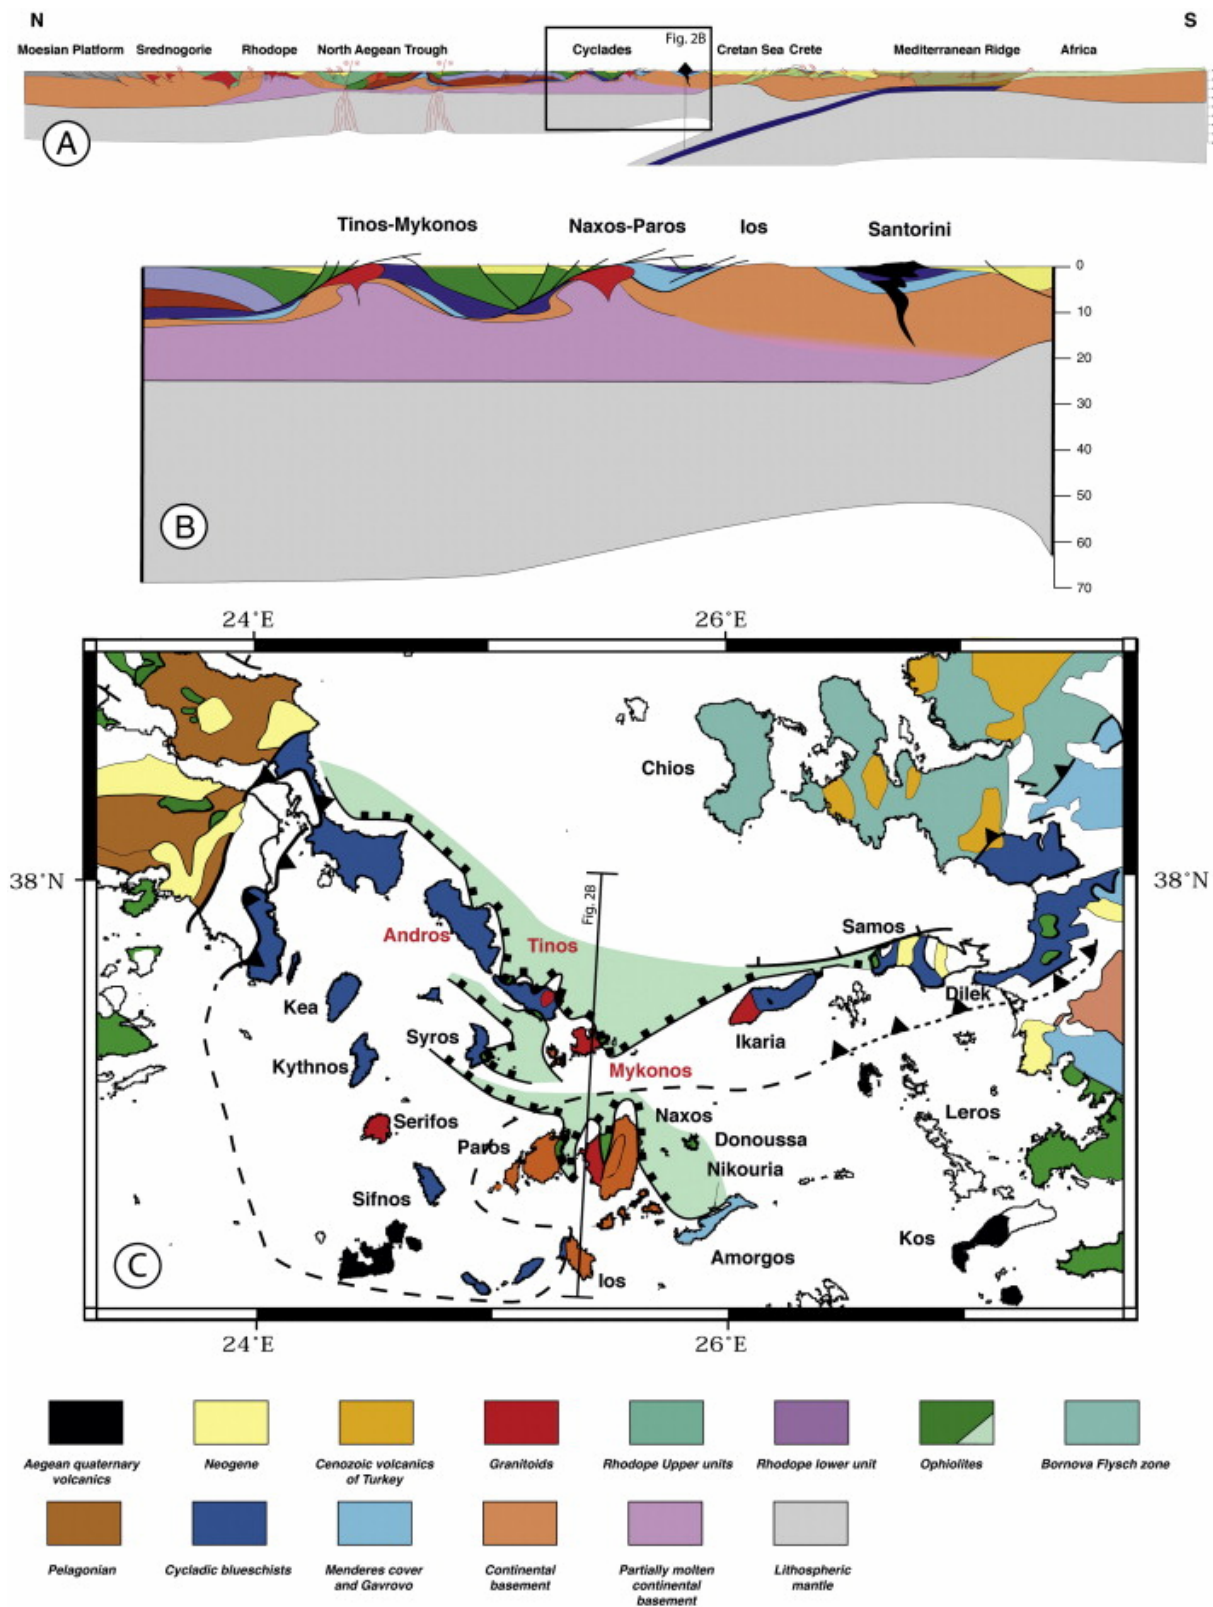 N
S
Moesian Platform Srednogorie Rhodope North Aegean Trough Cyclades Fig. 2B Cretan Sea Crete Mediterranean Ridge Africa
A
Tinos-Mykonos Naxos-Paros Ios Santorini
0
10
20
30
40
50
60
70
B
24°E 26°E
Chios
38°N 38°N
Fig. 2B
Andros Tinos Samos
Kea Dilek
Syros Ikaria
Kythnos Mykonos
Serifos Naxos Leros
Paros Donoussa
Sifnos Nikouria
Kos
Amorgos
C
Ios
24°E 26°E
Aegean quaternary
volcanics
Neogene
Cenozoic volcanics
of Turkey
Granitoids
Rhodope Upper units
Rhodope lower unit
Ophiolites
Bornova Flysch zone
Pelagonian
Cycladic blueschists
Menderes cover
and Gavrovo
Continental
basement
Partially molten
continental
basement
Lithospheric
mantle